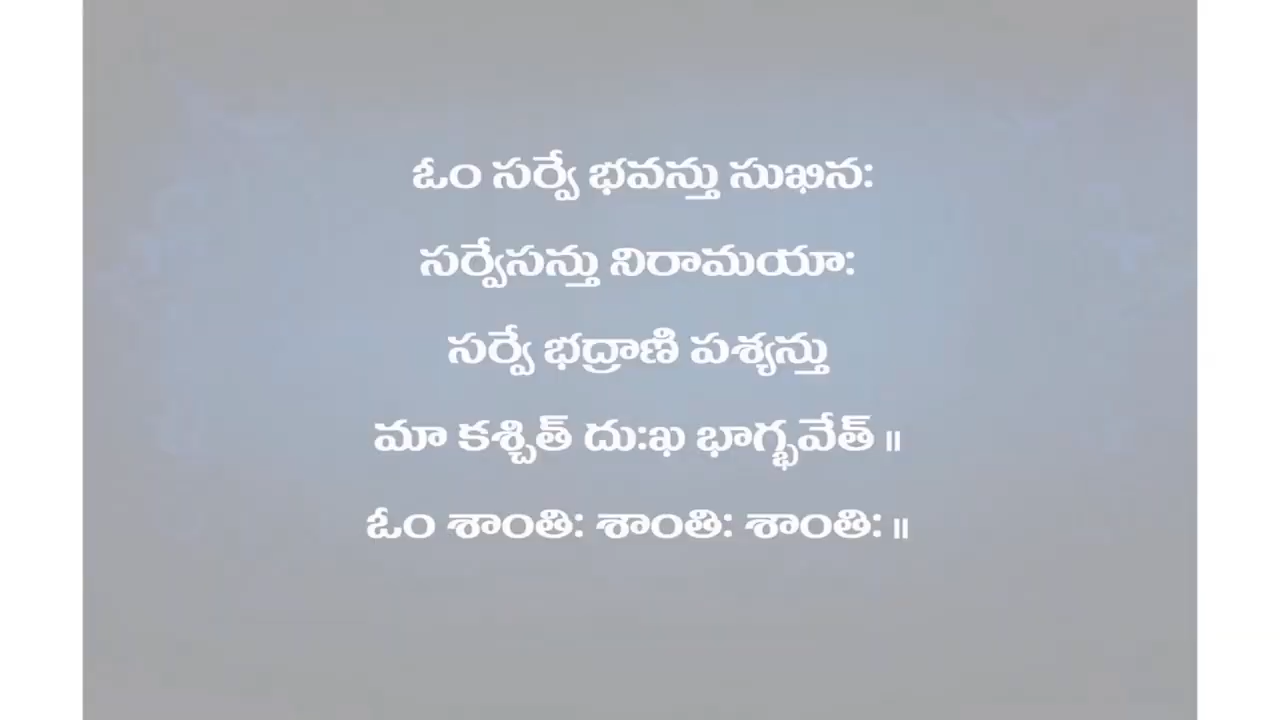 ఓం సర్వే భవన్తు సుఖినః
సర్వేసన్తు నిరామయాః
సర్వే భద్రాణి పశ్యన్తు
మా కశ్చిత్ దుఃఖ భాగ్భవేత్ ॥
ఓం శాంతిః శాంతిః శాంతిః ॥